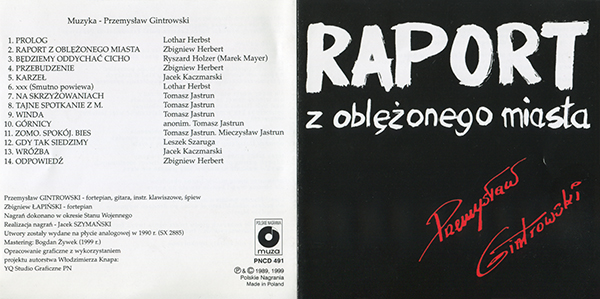 Muzyka - Przemysław Gintrowski
1. PROLOG Lothar Herbst
2. RAPORT Z OBLĘŻONEGO MIASTA Zbigniew Herbert
3. BĘDZIEMY ODDYCHAĆ CICHO Ryszard Holzer (Marek Mayer)
4. PRZEBUDZENIE Zbigniew Herbert
5. KARZEŁ Jacek Kaczmarski
6. xxx (Smutno powiewa) Lothar Herbst
7. NA SKRZYŻOWANIACH Tomasz Jastrun
8. TAJNE SPOTKANIE Z M. Tomasz Jastrun
9. WINDA Tomasz Jastrun
10. GÓRNICY anonim. Tomasz Jastrun
11. ZOMO. SPOKÓJ. BIES Tomasz Jastrun. Mieczysław Jastrun
12. GDY TAK SIEDZIMY Leszek Szaruga
13. WRÓŻBA Jacek Kaczmarski
14. ODPOWIEDŹ Zbigniew Herbert
Przemysław GINTROWSKI - fortepian, gitara, instr. klawiszowe, śpiew
Zbigniew ŁAPIŃSKI - fortepian
Nagrań dokonano w okresie Stanu Wojennego
Realizacja nagrań - Jacek SZYMAŃSKI
Utwory zostały wydane na płycie analogowej w 1990 r. (SX 2885)
Mastering: Bogdan Żywek (1999 r.)
Opracowanie graficzne z wykorzystaniem
projektu autorstwa Włodzimierza Knapa:
YQ Studio Graficzne PN
POLSKIE NAGRANIA
muza
PNCD 491
℗ & © 1989, 1999
Polskie Nagrania
Made in Poland
RAPORT
z oblężonego miasta
Przemysław
Gintrowski